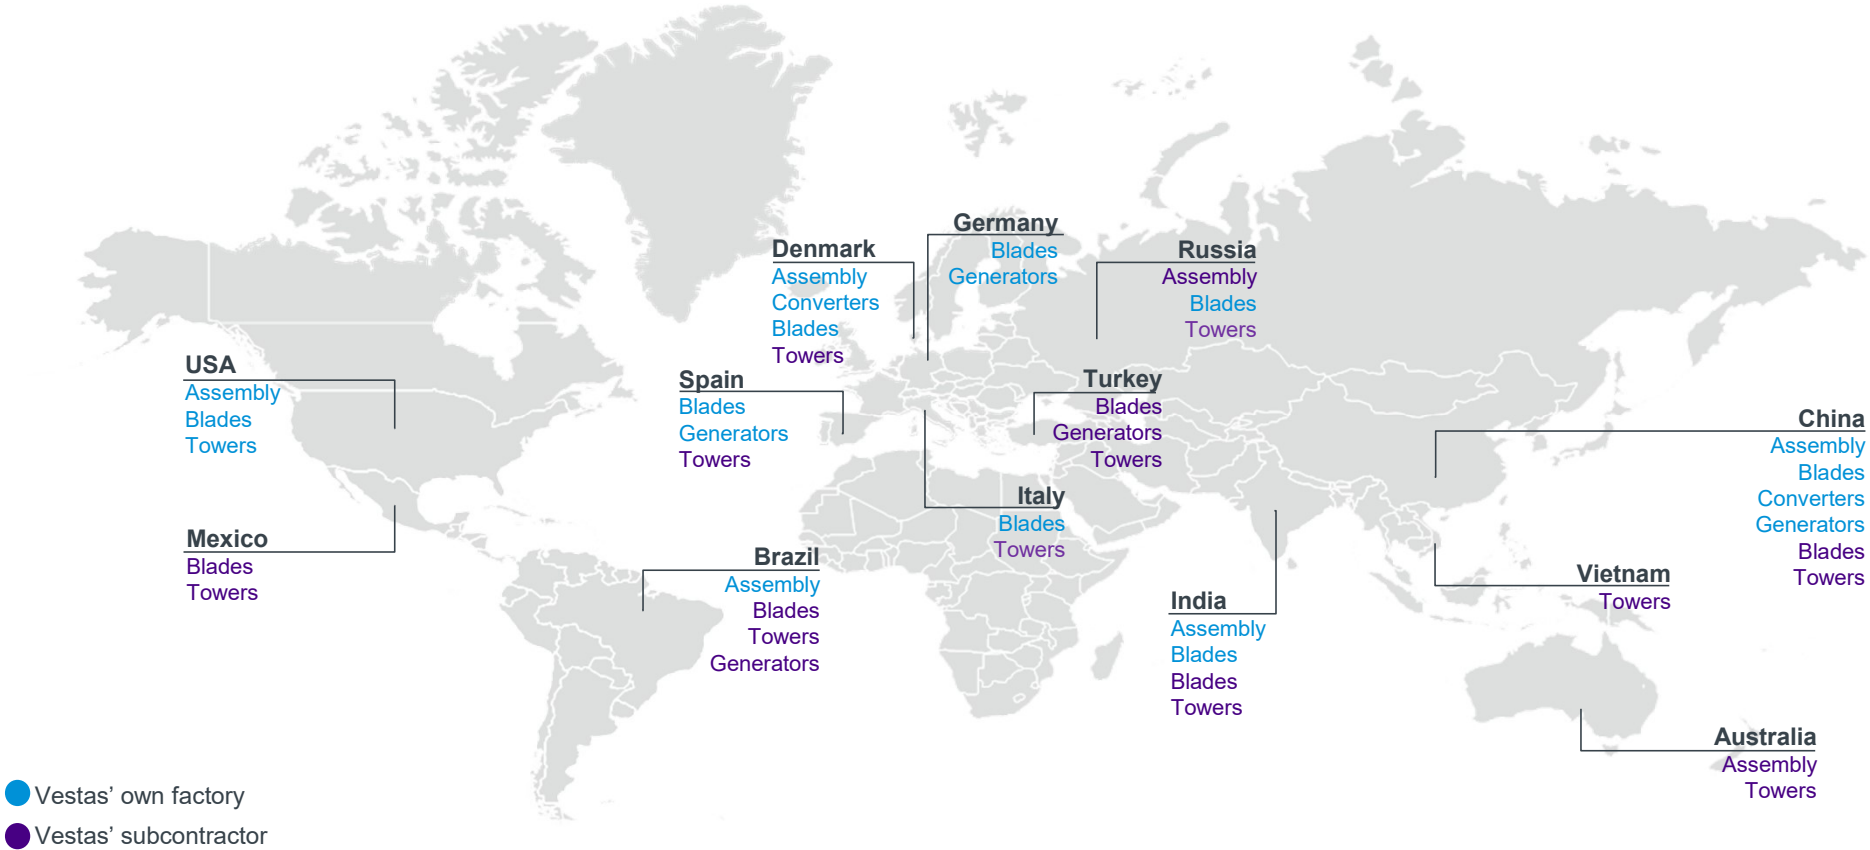 Germany
Blades
Generators
Denmark
Assembly
Converters
Blades
Towers
Russia
Assembly
Blades
Towers
USA
Assembly
Blades
Towers
Spain
Blades
Generators
Towers
Turkey
Blades
Generators
Towers
China
Assembly
Blades
Converters
Generators
Blades
Towers
Italy
Blades
Towers
Mexico
Blades
Towers
Brazil
Assembly
Blades
Towers
Generators
Vietnam
Towers
India
Assembly
Blades
Blades
Towers
Australia
Assembly
Towers
Vestas’ own factory
Vestas’ subcontractor